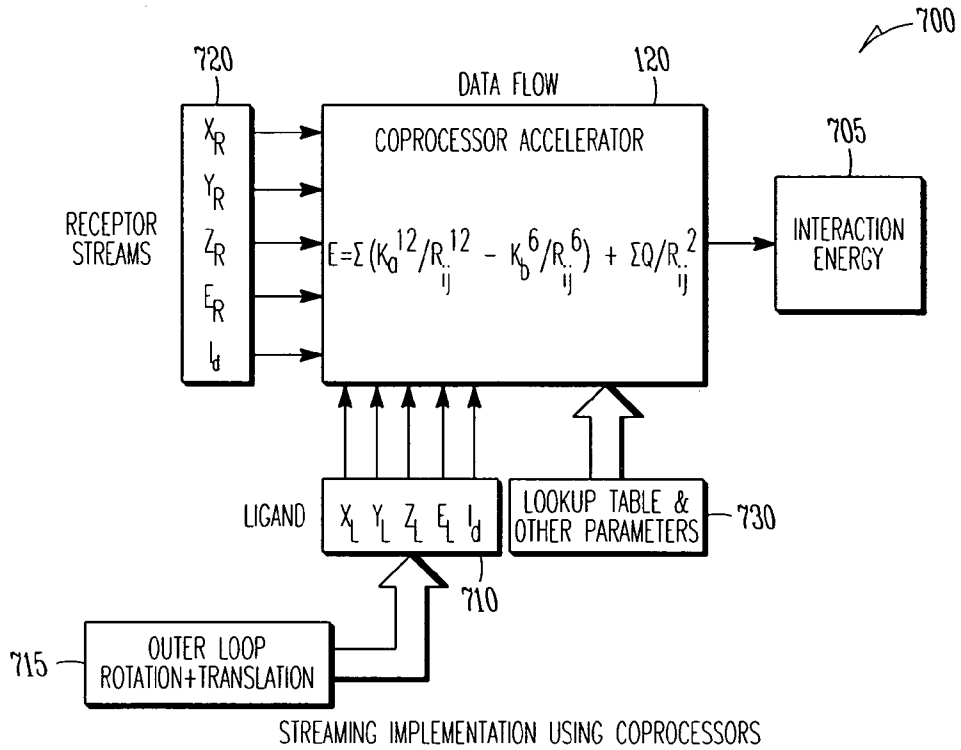 700
720
120
DATA FLOW
COPROCESSOR ACCELERATOR
705
X_R
Y_R
Z_R
E_R
I_d
RECEPTOR
STREAMS
E=Σ(K_a^12/R_ij^12 - K_b^6/R_ij^6) + ΣQ/R_ij^2
INTERACTION
ENERGY
LIGAND
X_L Y_L Z_L E_L I_d
710
LOOKUP TABLE &
OTHER PARAMETERS
730
715
OUTER LOOP
ROTATION+TRANSLATION
STREAMING IMPLEMENTATION USING COPROCESSORS